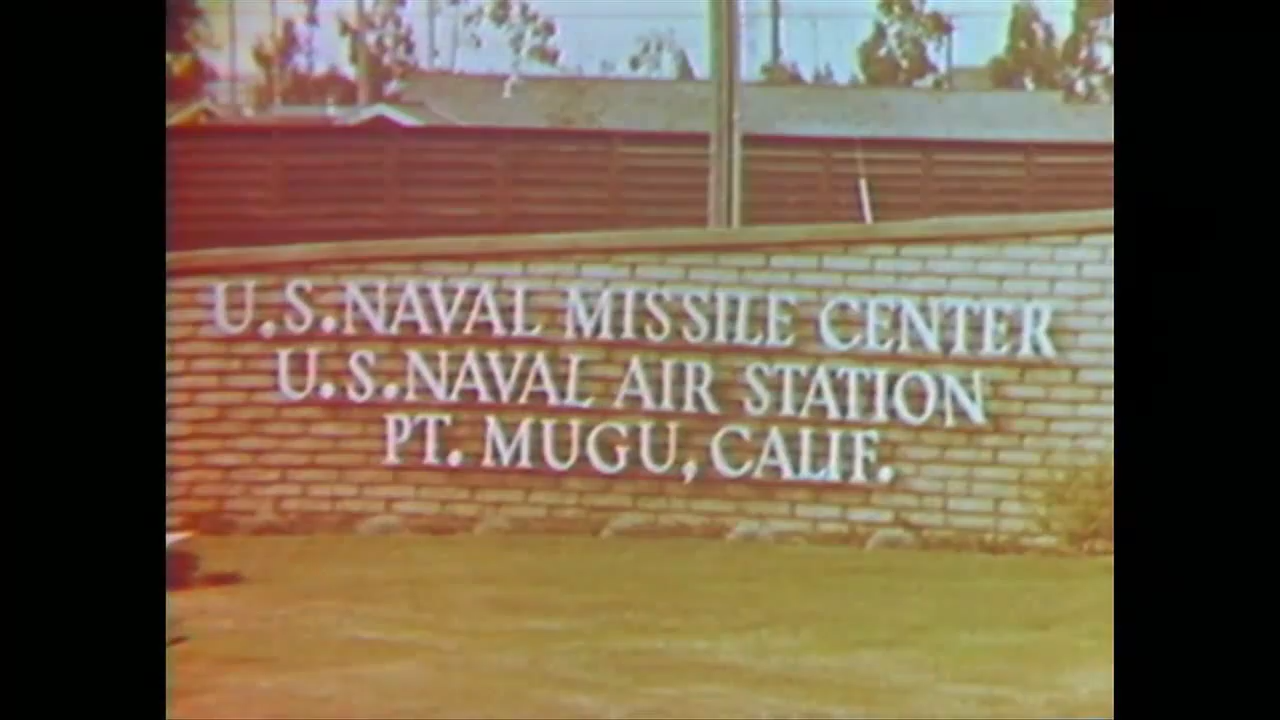 U.S. NAVAL MISSILE CENTER
U.S. NAVAL AIR STATION
PT. MUGU, CALIF.